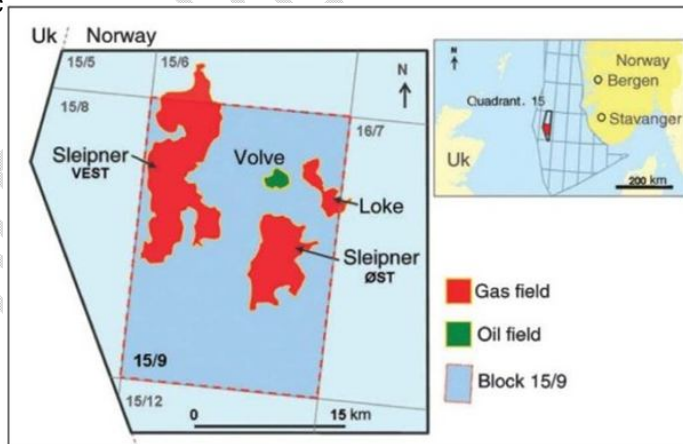 Uk Norway
15/5
15/6
15/8
16/7
N
Sleipner
VEST
Volve
Loke
Sleipner
ØST
15/9
15/12
0 15 km
N
Norway
Bergen
Quadrant. 15
Stavanger
Uk
200 km
Gas field
Oil field
Block 15/9